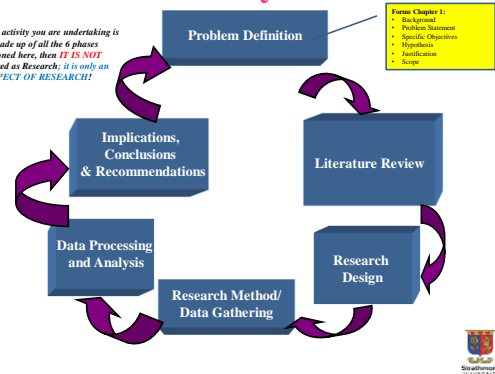 activity you are undertaking is
ade up of all the 6 phases
oned here, then IT IS NOT
ed as Research; it is only an
PECT OF RESEARCH!
Problem Definition
Forms Chapter 1:
• Background
• Problem Statement
• Specific Objectives
• Hypothesis
• Justification
• Scope
Literature Review
Research
Design
Research Method/
Data Gathering
Data Processing
and Analysis
Implications,
Conclusions
& Recommendations
Strathmor